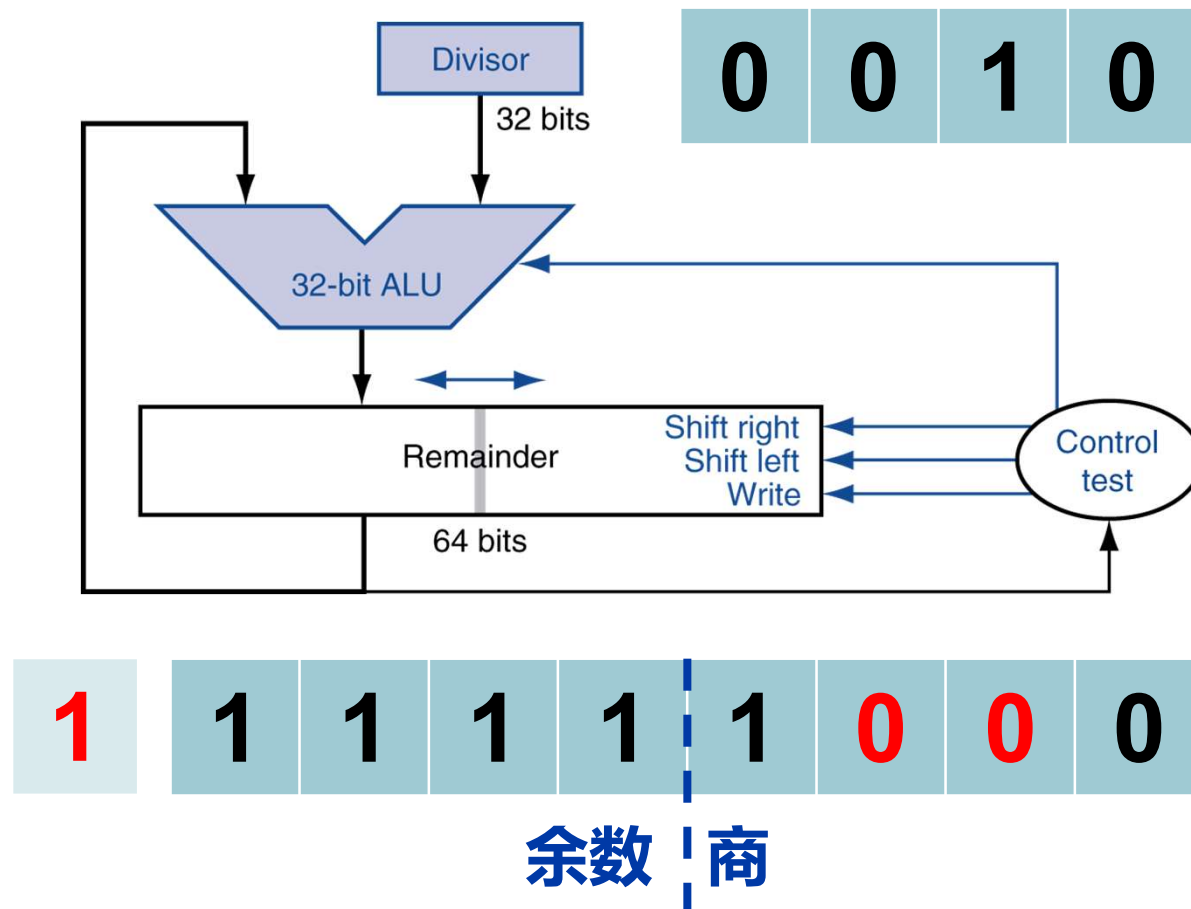 Divisor
0 0 1 0
32 bits
32-bit ALU
Remainder
Shift right
Shift left
Write
Control
test
64 bits
1 1 1 1 1 1 0 0 0
余数 商